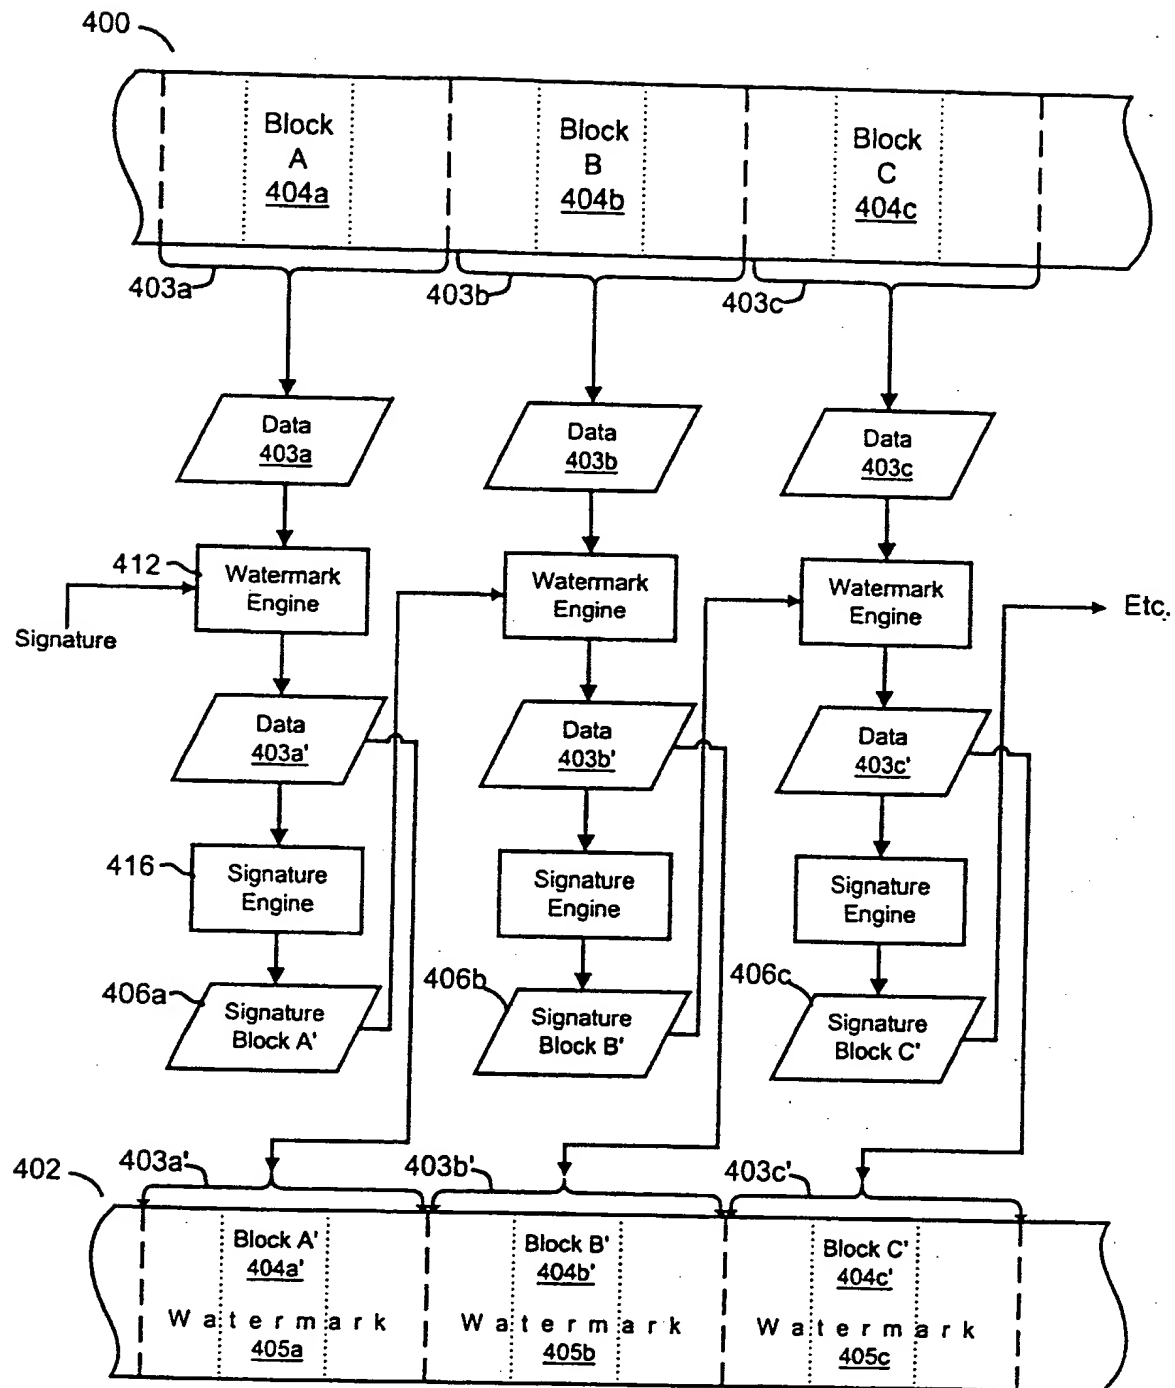 400
Block
A
404a
Block
B
404b
Block
C
404c
403a
403b
403c
Data
403a
Data
403b
Data
403c
412
Watermark
Engine
Watermark
Engine
Watermark
Engine
Signature
Etc.
Data
403a'
Data
403b'
Data
403c'
416
Signature
Engine
Signature
Engine
Signature
Engine
406a
Signature
Block A'
406b
Signature
Block B'
406c
Signature
Block C'
402
403a'
403b'
403c'
Block A'
404a'
Block B'
404b'
Block C'
404c'
Watermark
405a
Watermark
405b
Watermark
405c